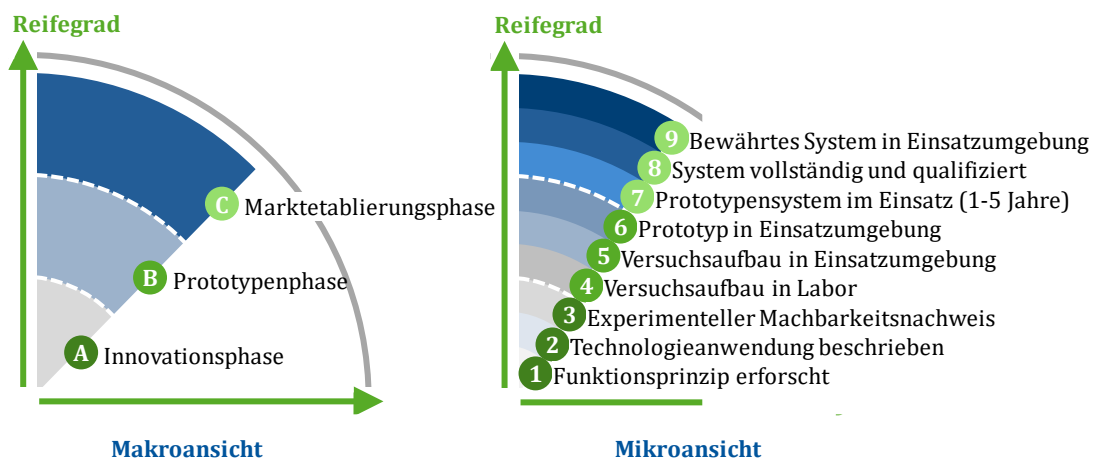 Reifegrad
C Marktetablierungsphase
B Prototypenphase
A Innovationsphase
Makroansicht
Reifegrad
9 Bewährtes System in Einsatzumgebung
8 System vollständig und qualifiziert
7 Prototypensystem im Einsatz (1-5 Jahre)
6 Prototyp in Einsatzumgebung
5 Versuchsaufbau in Einsatzumgebung
4 Versuchsaufbau in Labor
3 Experimenteller Machbarkeitsnachweis
2 Technologieanwendung beschrieben
1 Funktionsprinzip erforscht
Mikroansicht